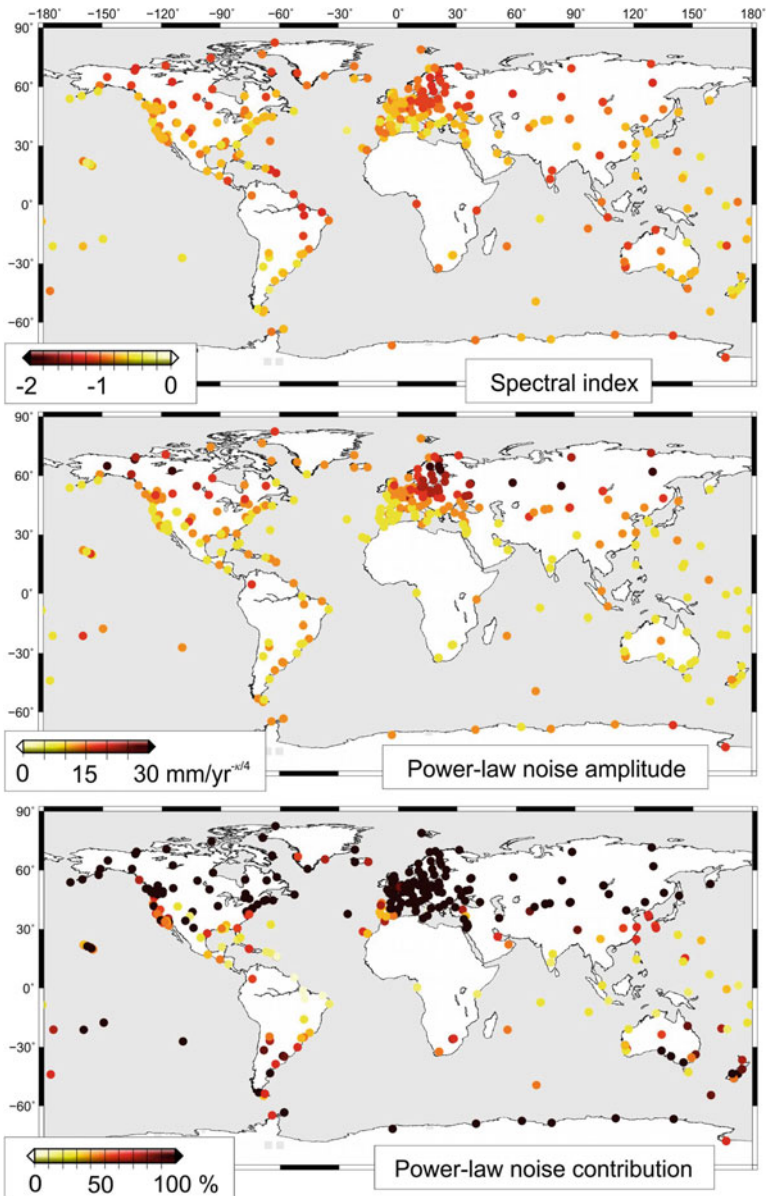 −180˚ −150˚ −120˚ −90˚ −60˚ −30˚ 0˚ 30˚ 60˚ 90˚ 120˚ 150˚ 180˚
90˚
60˚
30˚
0˚
−30˚
−60˚
-2 -1 0
Spectral index
90˚
60˚
30˚
0˚
−30˚
−60˚
0 15 30 mm/yr^-κ/4
Power-law noise amplitude
90˚
60˚
30˚
0˚
−30˚
−60˚
0 50 100 %
Power-law noise contribution